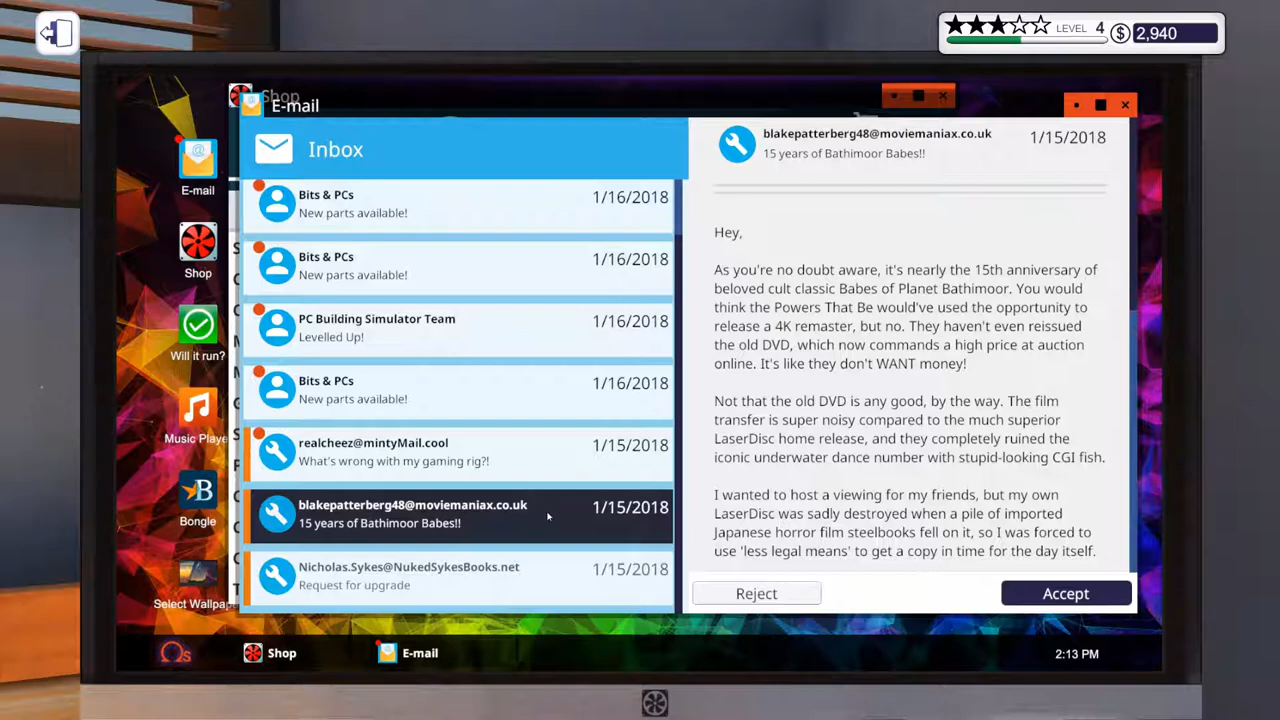 LEVEL 4
$ 2,940
Shop
E-mail
E-mail
Shop
Will it run?
Music Playe
Bongle
Select Wallpap
Inbox
Bits & PCs
1/16/2018
New parts available!
Bits & PCs
1/16/2018
New parts available!
PC Building Simulator Team
1/16/2018
Levelled Up!
Bits & PCs
1/16/2018
New parts available!
realcheez@mintyMail.cool
1/15/2018
What's wrong with my gaming rig?!
blakepatterberg48@moviemaniax.co.uk
1/15/2018
15 years of Bathimoor Babes!!
Nicholas.Sykes@NukedSykesBooks.net
1/15/2018
Request for upgrade
blakepatterberg48@moviemaniax.co.uk
1/15/2018
15 years of Bathimoor Babes!!
Hey,
As you're no doubt aware, it's nearly the 15th anniversary of
beloved cult classic Babes of Planet Bathimoor. You would
think the Powers That Be would've used the opportunity to
release a 4K remaster, but no. They haven't even reissued
the old DVD, which now commands a high price at auction
online. It's like they don't WANT money!
Not that the old DVD is any good, by the way. The film
transfer is super noisy compared to the much superior
LaserDisc home release, and they completely ruined the
iconic underwater dance number with stupid-looking CGI fish.
I wanted to host a viewing for my friends, but my own
LaserDisc was sadly destroyed when a pile of imported
Japanese horror film steelbooks fell on it, so I was forced to
use 'less legal means' to get a copy in time for the day itself.
Reject
Accept
Ωs
Shop
E-mail
2:13 PM